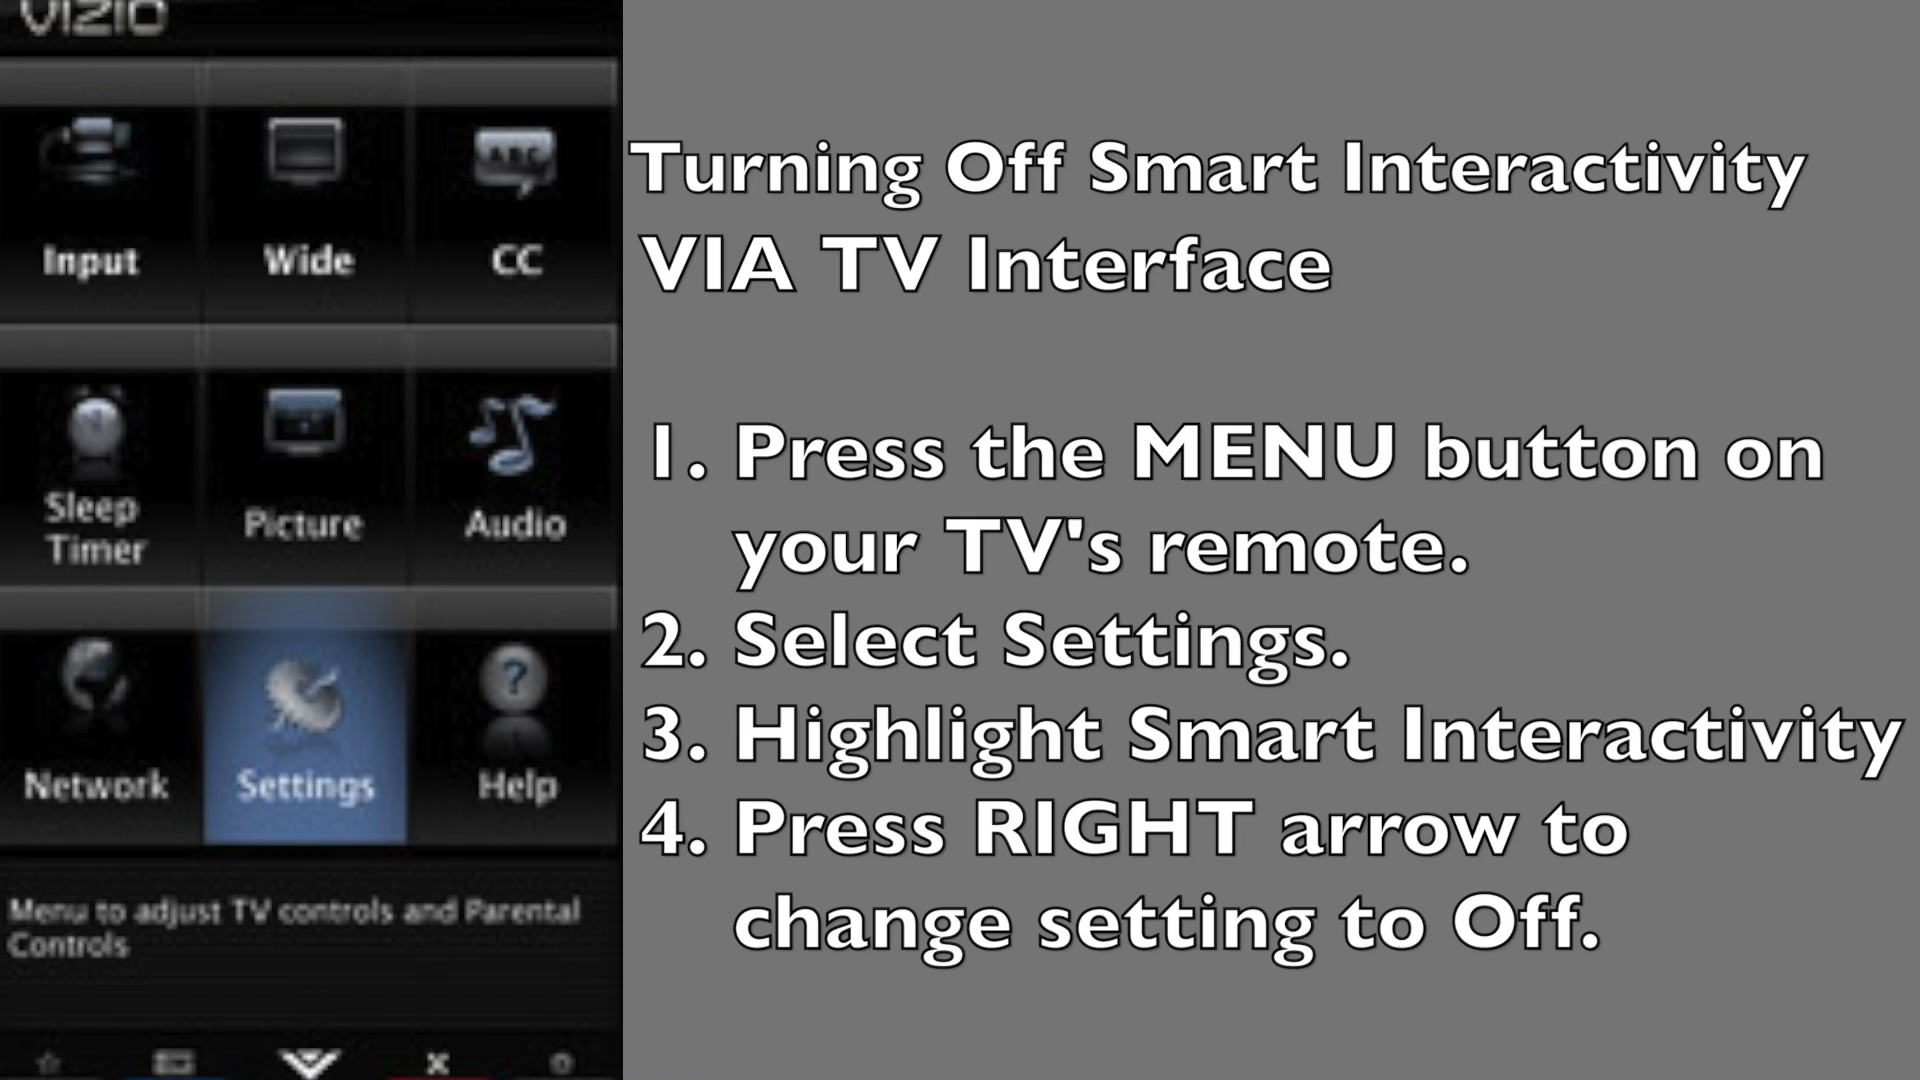 VIZIO
Input Wide CC
Sleep Timer Picture Audio
Network Settings Help
Menu to adjust TV controls and Parental
Controls
Turning Off Smart Interactivity
VIA TV Interface
1. Press the MENU button on
your TV's remote.
2. Select Settings.
3. Highlight Smart Interactivity
4. Press RIGHT arrow to
change setting to Off.